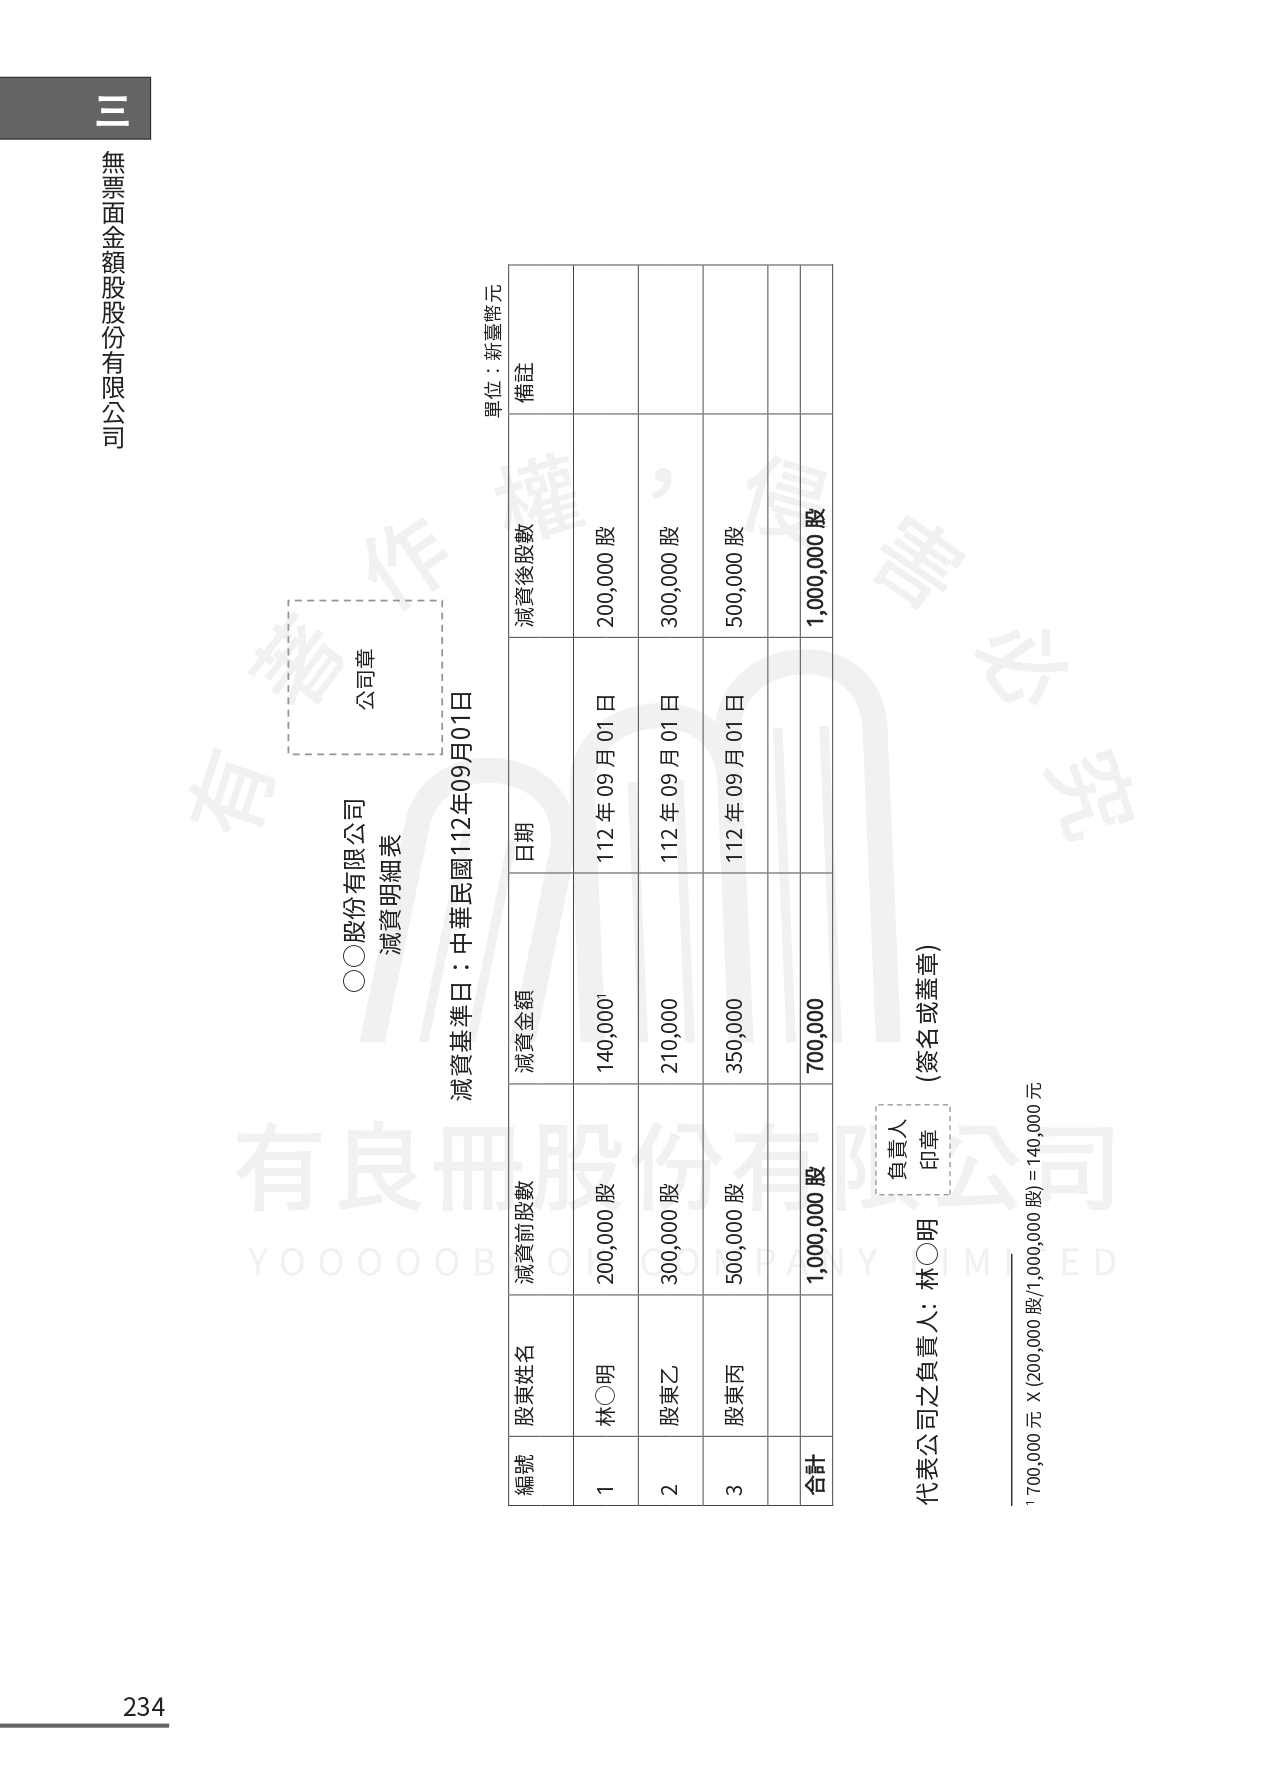 三
無票面金額股股份有限公司
○○股份有限公司
減資明細表
公司章
減資基準日：中華民國112年09月01日
單位：新臺幣元
編號 股東姓名 減資前股數 減資金額 日期 減資後股數 備註
1 林○明 200,000 股 140,000¹ 112 年 09 月 01 日 200,000 股
2 股東乙 300,000 股 210,000 112 年 09 月 01 日 300,000 股
3 股東丙 500,000 股 350,000 112 年 09 月 01 日 500,000 股
合計 1,000,000 股 700,000 1,000,000 股
代表公司之負責人：林○明 (簽名或蓋章)
負責人
印章
¹ 700,000 元 X (200,000 股/1,000,000 股) = 140,000 元
234
有著作權，侵害必究
有良冊股份有限公司
YOOOOOBOOK COMPANY LIMITED